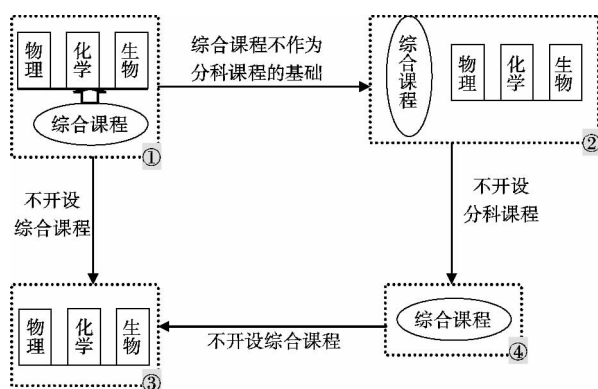 物理
化学
生物
综合课程
①
综合课程不作为
分科课程的基础
综合课程
物理
化学
生物
②
不开设
综合课程
不开设
分科课程
物理
化学
生物
③
不开设综合课程
综合课程
④